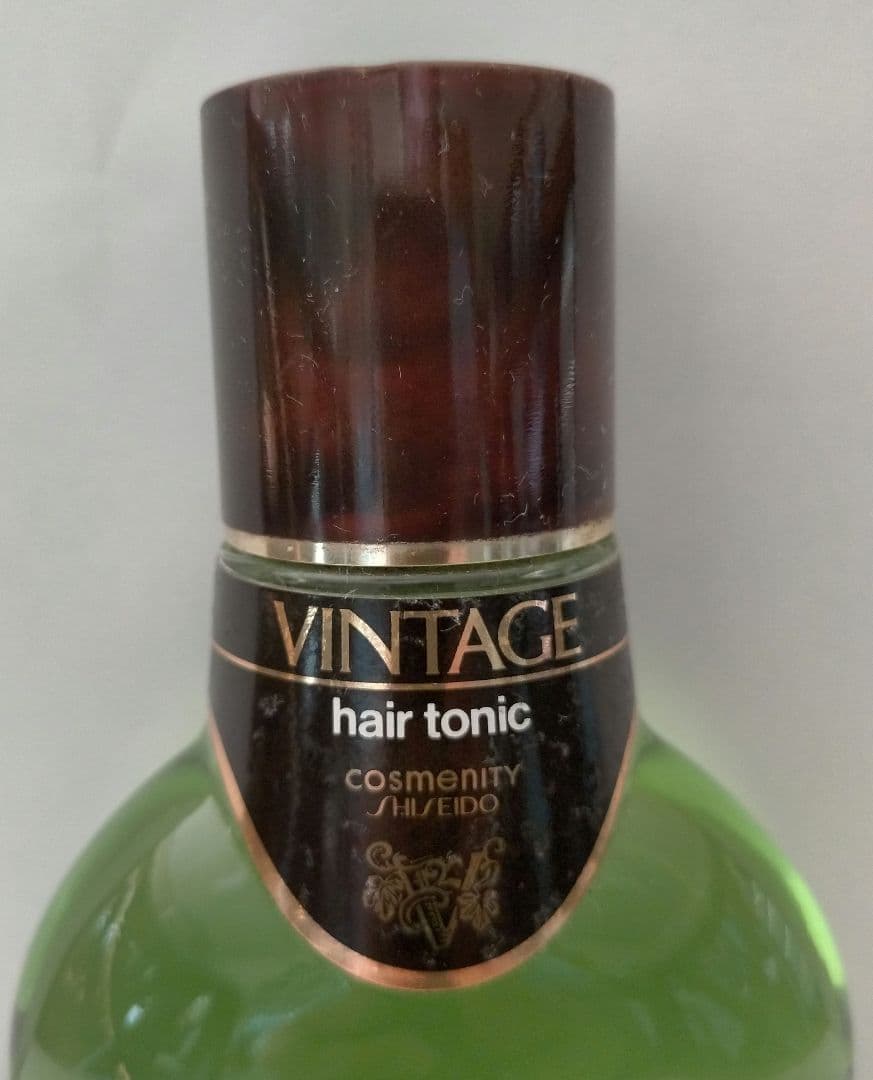 VINTAGE
hair tonic
cosmenITY
SHISEIDO
V